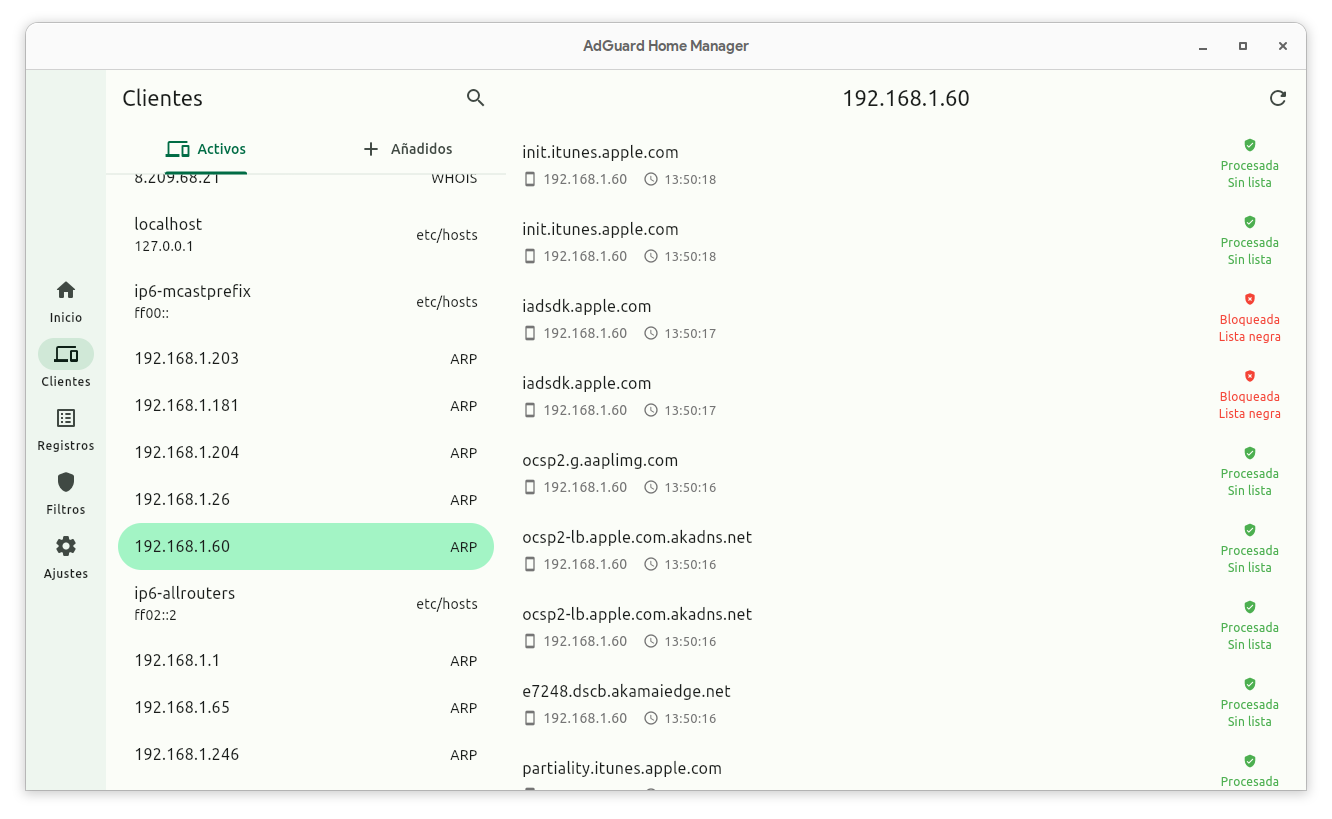 AdGuard Home Manager
Inicio
Clientes
Registros
Filtros
Ajustes
Clientes
Activos
Añadidos
8.209.68.21 WHOIS
localhost
127.0.0.1
etc/hosts
ip6-mcastprefix
ff00::
etc/hosts
192.168.1.203 ARP
192.168.1.181 ARP
192.168.1.204 ARP
192.168.1.26 ARP
192.168.1.60 ARP
ip6-allrouters
ff02::2
etc/hosts
192.168.1.1 ARP
192.168.1.65 ARP
192.168.1.246 ARP
192.168.1.60
init.itunes.apple.com
192.168.1.60 13:50:18
Procesada
Sin lista
init.itunes.apple.com
192.168.1.60 13:50:18
Procesada
Sin lista
iadsdk.apple.com
192.168.1.60 13:50:17
Bloqueada
Lista negra
iadsdk.apple.com
192.168.1.60 13:50:17
Bloqueada
Lista negra
ocsp2.g.aaplimg.com
192.168.1.60 13:50:16
Procesada
Sin lista
ocsp2-lb.apple.com.akadns.net
192.168.1.60 13:50:16
Procesada
Sin lista
ocsp2-lb.apple.com.akadns.net
192.168.1.60 13:50:16
Procesada
Sin lista
e7248.dscb.akamaiedge.net
192.168.1.60 13:50:16
Procesada
Sin lista
partiality.itunes.apple.com
Procesada